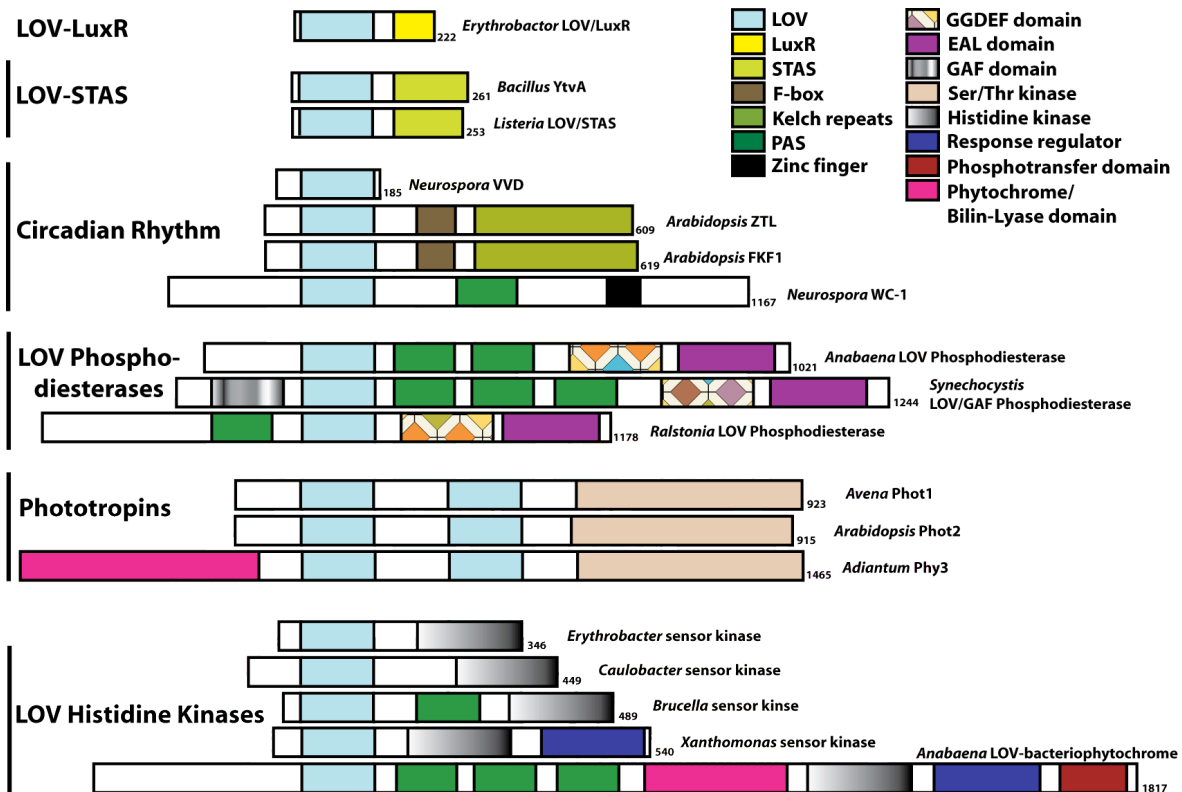 LOV-LuxR
222 Erythrobactor LOV/LuxR
LOV-STAS
261 Bacillus YtvA
253 Listeria LOV/STAS
Circadian Rhythm
185 Neurospora VVD
609 Arabidopsis ZTL
619 Arabidopsis FKF1
1167 Neurospora WC-1
LOV Phospho-
diesterases
1021 Anabaena LOV Phosphodiesterase
1244 Synechocystis
LOV/GAF Phosphodiesterase
1178 Ralstonia LOV Phosphodiesterase
Phototropins
923 Avena Phot1
915 Arabidopsis Phot2
1465 Adiantum Phy3
LOV Histidine Kinases
346 Erythrobacter sensor kinase
449 Caulobacter sensor kinase
489 Brucella sensor kinse
540 Xanthomonas sensor kinase
Anabaena LOV-bacteriophytochrome
1817
LOV
LuxR
STAS
F-box
Kelch repeats
PAS
Zinc finger
GGDEF domain
EAL domain
GAF domain
Ser/Thr kinase
Histidine kinase
Response regulator
Phosphotransfer domain
Phytochrome/
Bilin-Lyase domain